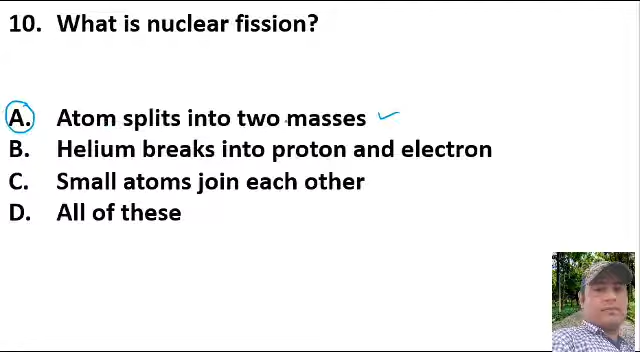 10. What is nuclear fission?
A. Atom splits into two masses
B. Helium breaks into proton and electron
C. Small atoms join each other
D. All of these